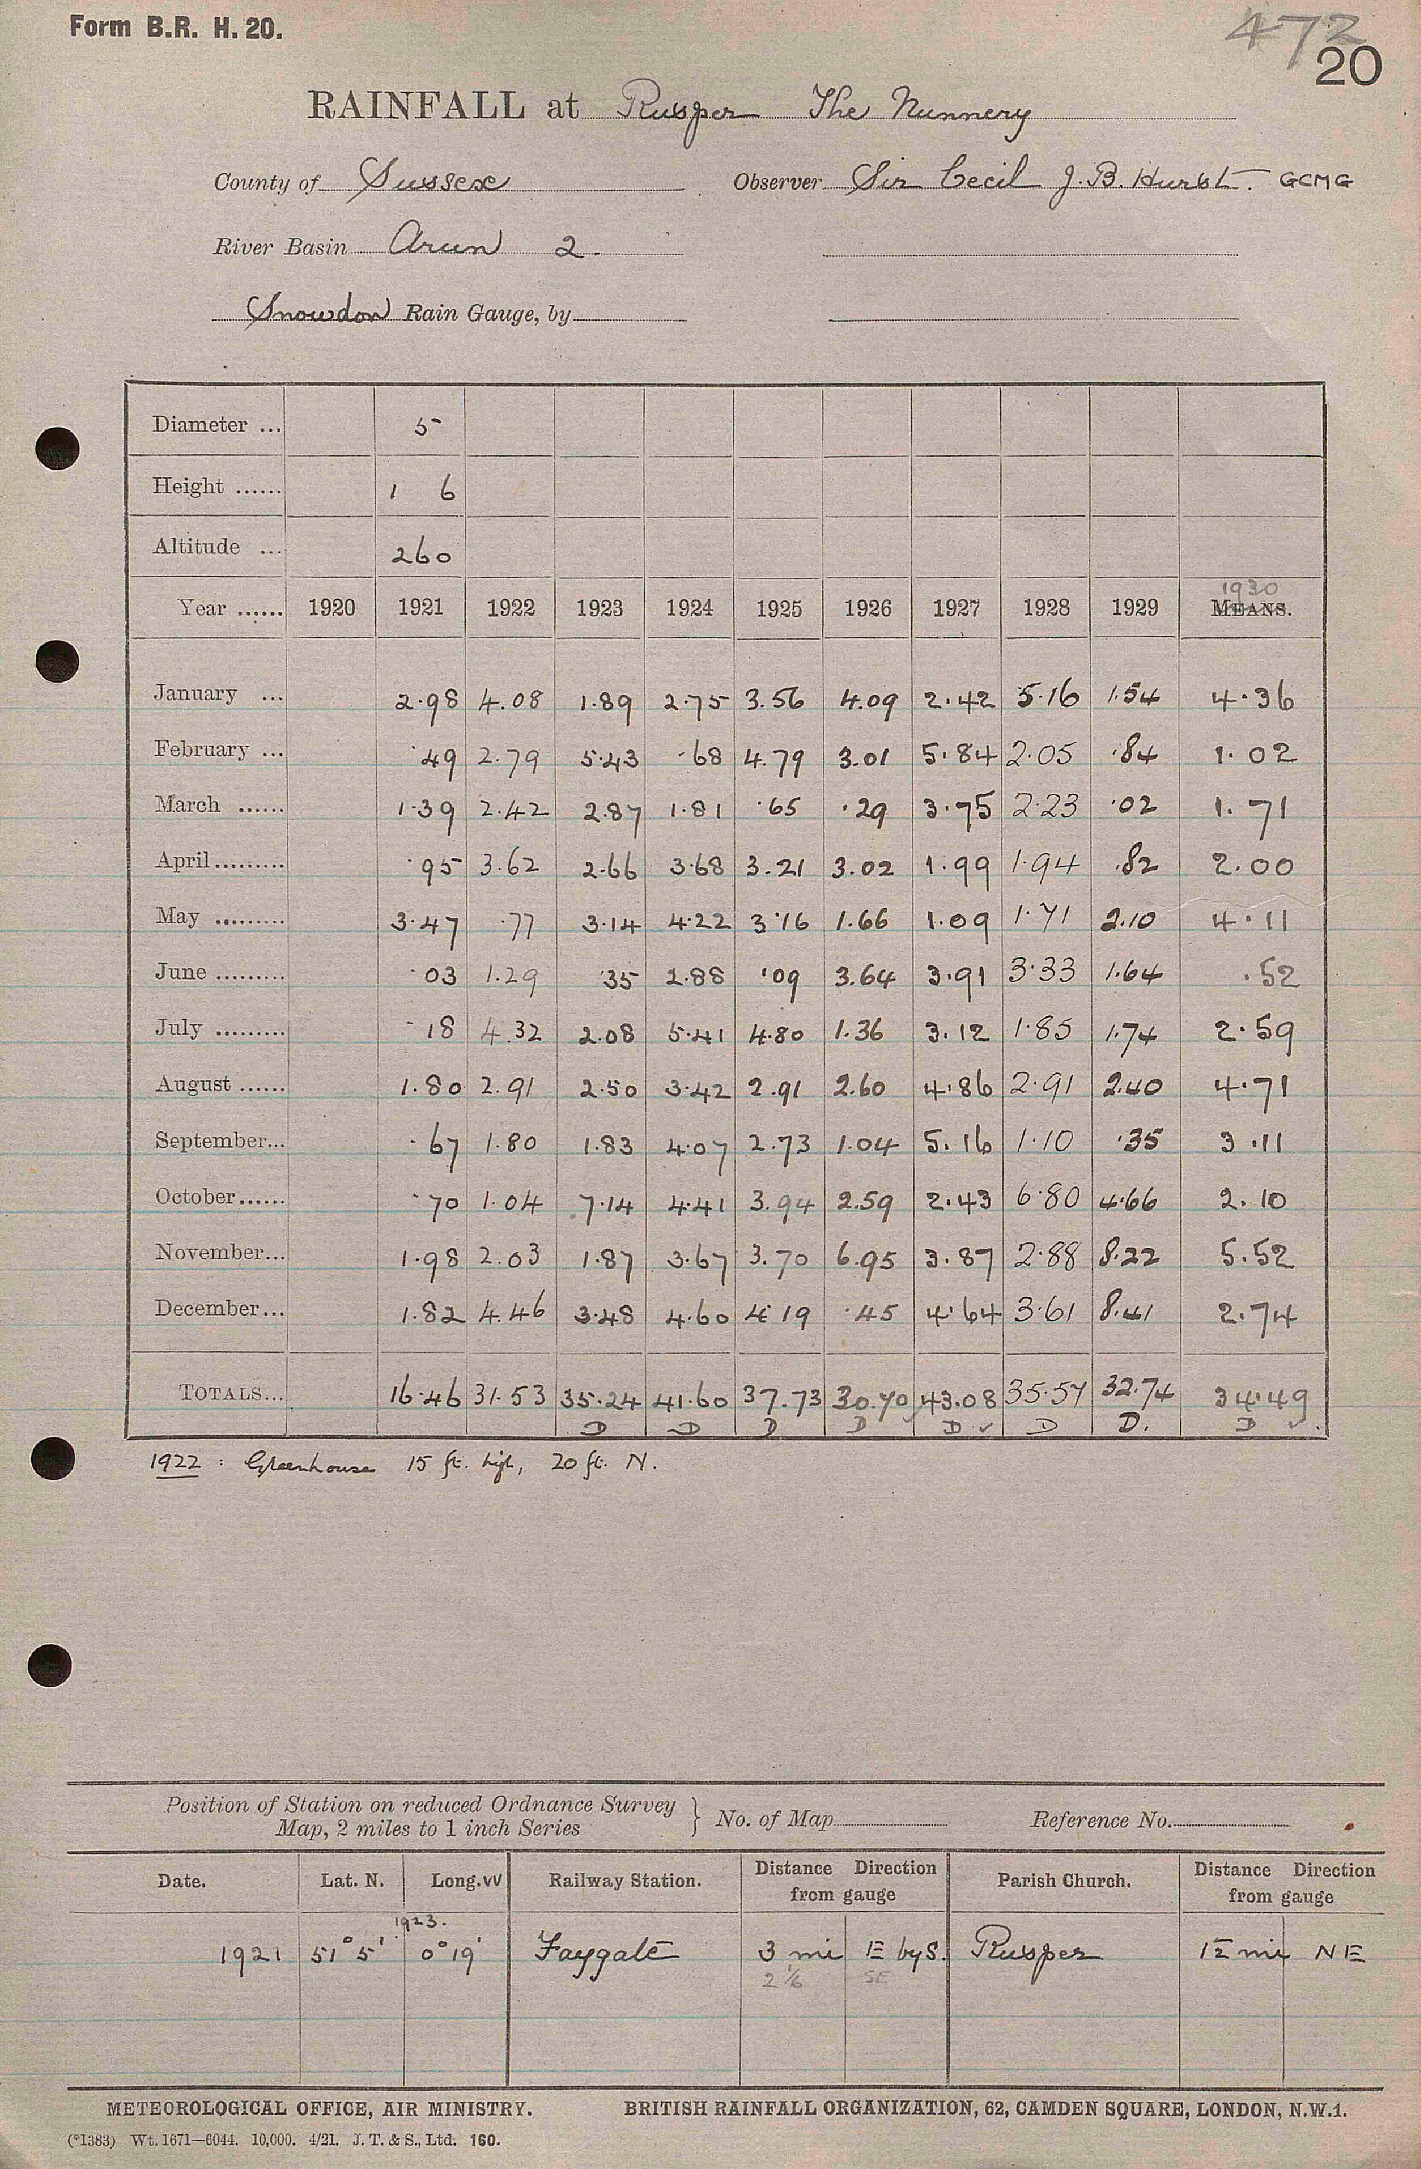 Form B.R. H. 20.
472
20
RAINFALL at Rusper The Nunnery
County of Sussex Observer Sir Cecil J. B. Hurst. GCMG
River Basin Arun 2.
Snowdon Rain Gauge, by
Diameter ... 5
Height ...... 1 6
Altitude ... 260
1930
Year ...... 1920 1921 1922 1923 1924 1925 1926 1927 1928 1929 MEANS.
January ... 2.98 4.08 1.89 2.75 3.56 4.09 2.42 5.16 1.54 4.36
February ... .49 2.79 5.43 .68 4.79 3.01 5.84 2.05 .84 1.02
March ...... 1.39 2.42 2.87 1.81 .65 .29 3.75 2.23 .02 1.71
April ......... .95 3.62 2.66 3.68 3.21 3.02 1.99 1.94 .82 2.00
May ......... 3.47 .77 3.14 4.22 3.16 1.66 1.09 1.71 2.10 4.11
June ......... .03 1.29 .35 2.88 .09 3.64 3.91 3.33 1.64 .52
July ......... .18 4.32 2.08 5.41 4.80 1.36 3.12 1.85 1.74 2.59
August ...... 1.80 2.91 2.50 3.42 2.91 2.60 4.86 2.91 2.40 4.71
September... .67 1.80 1.83 4.07 2.73 1.04 5.16 1.10 .35 3.11
October...... .70 1.04 7.14 4.41 3.94 2.59 2.43 6.80 4.66 2.10
November... 1.98 2.03 1.87 3.67 3.70 6.95 3.87 2.88 8.22 5.52
December... 1.82 4.46 3.48 4.60 4.19 .45 4.64 3.61 8.41 2.74
TOTALS... 16.46 31.53 35.24 41.60 37.73 30.70 43.08 35.57 32.74 34.49
D D D D D ✓ D D. D ✓
1922 : Greenhouse 15 ft. high, 20 ft. N.
Position of Station on reduced Ordnance Survey
Map, 2 miles to 1 inch Series } No. of Map Reference No.
Date. Lat. N. Long. W Railway Station. Distance Direction from gauge Parish Church. Distance Direction from gauge
1923.
1921 51° 5' 0° 19' Faygate 3 mi E by S. Rusper 1/2 mi NE
2 1/6 SE
METEOROLOGICAL OFFICE, AIR MINISTRY. BRITISH RAINFALL ORGANIZATION, 62, CAMDEN SQUARE, LONDON, N.W.1.
(*1383) Wt. 1671—6044. 10,000. 4/21. J. T. & S., Ltd. 160.